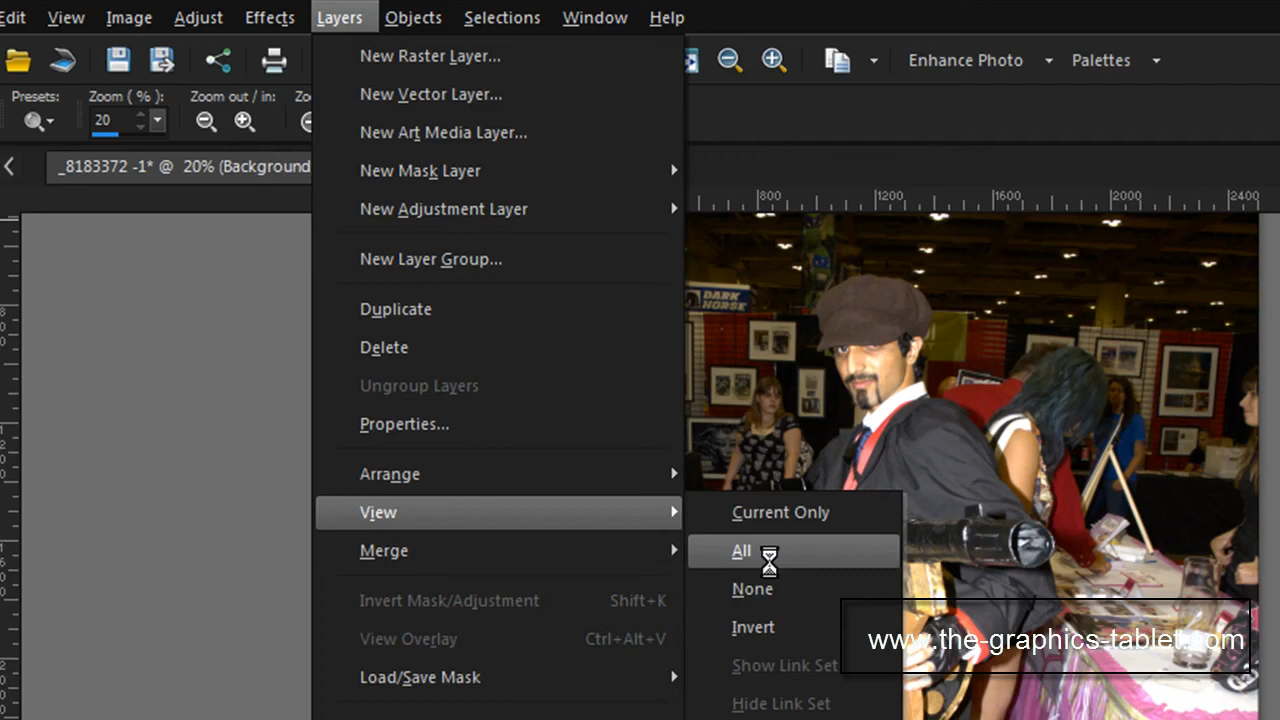 Edit View Image Adjust Effects Layers Objects Selections Window Help
Enhance Photo Palettes
Presets: Zoom ( % ): Zoom out / in:
20
_8183372 -1* @ 20% (Background
800 1200 1600 2000 2400
New Raster Layer...
New Vector Layer...
New Art Media Layer...
New Mask Layer
New Adjustment Layer
New Layer Group...
Duplicate
Delete
Ungroup Layers
Properties...
Arrange
View
Merge
Invert Mask/Adjustment Shift+K
View Overlay Ctrl+Alt+V
Load/Save Mask
Current Only
All
None
Invert
Show Link Set
Hide Link Set
DARK HORSE
www.the-graphics-tablet.com